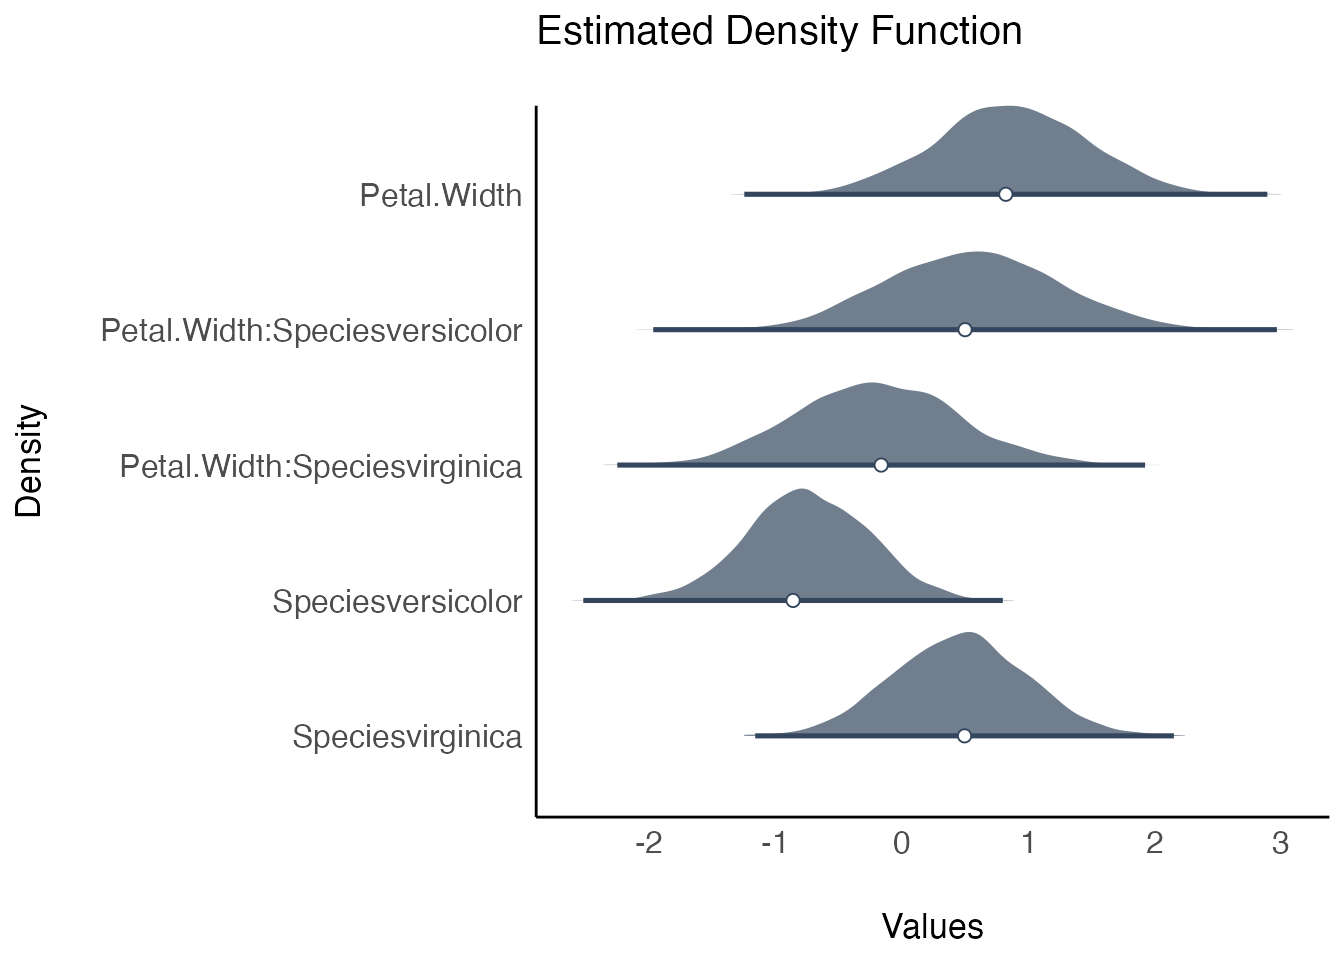 Estimated Density Function
Petal.Width
Petal.Width:Speciesversicolor
Petal.Width:Speciesvirginica
Speciesversicolor
Speciesvirginica
Density
-2 -1 0 1 2 3
Values